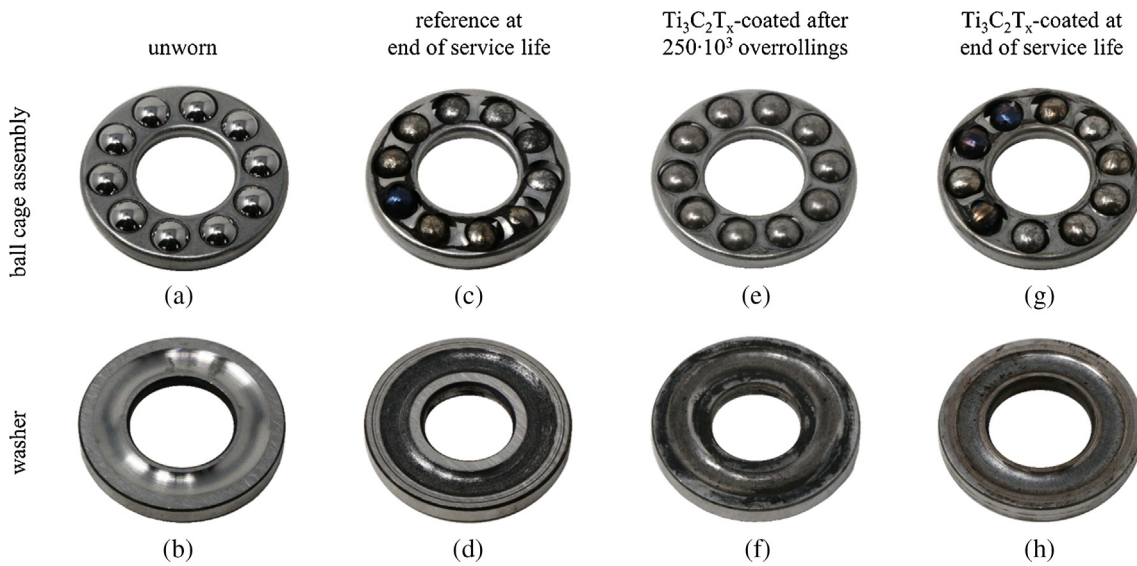 unworn
reference at
end of service life
Ti₃C₂Tₓ-coated after
250·10³ overrollings
Ti₃C₂Tₓ-coated at
end of service life
ball cage assembly
(a)
(c)
(e)
(g)
washer
(b)
(d)
(f)
(h)